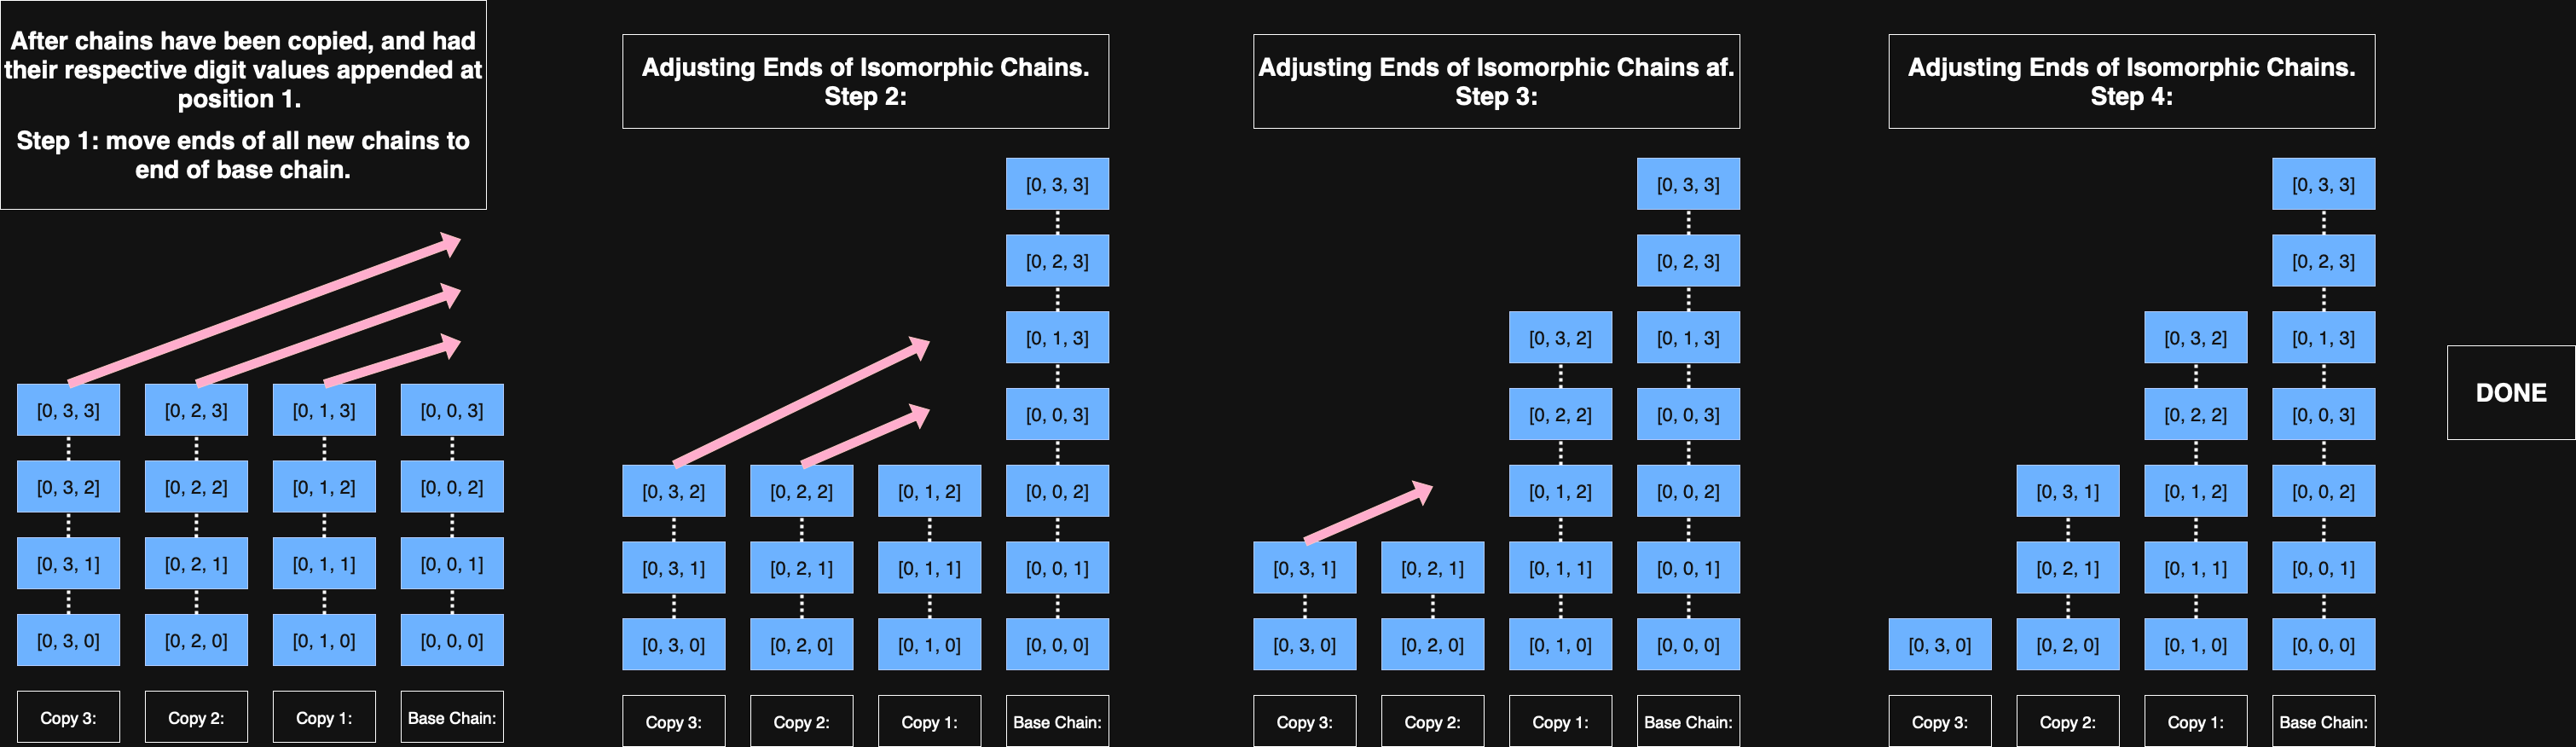 After chains have been copied, and had
their respective digit values appended at
position 1.
Step 1: move ends of all new chains to
end of base chain.
[0, 3, 3] [0, 2, 3] [0, 1, 3] [0, 0, 3]
[0, 3, 2] [0, 2, 2] [0, 1, 2] [0, 0, 2]
[0, 3, 1] [0, 2, 1] [0, 1, 1] [0, 0, 1]
[0, 3, 0] [0, 2, 0] [0, 1, 0] [0, 0, 0]
Copy 3: Copy 2: Copy 1: Base Chain:
Adjusting Ends of Isomorphic Chains.
Step 2:
[0, 3, 3]
[0, 2, 3]
[0, 1, 3]
[0, 0, 3]
[0, 3, 2] [0, 2, 2] [0, 1, 2] [0, 0, 2]
[0, 3, 1] [0, 2, 1] [0, 1, 1] [0, 0, 1]
[0, 3, 0] [0, 2, 0] [0, 1, 0] [0, 0, 0]
Copy 3: Copy 2: Copy 1: Base Chain:
Adjusting Ends of Isomorphic Chains af.
Step 3:
[0, 3, 3]
[0, 2, 3]
[0, 3, 2] [0, 1, 3]
[0, 2, 2] [0, 0, 3]
[0, 1, 2] [0, 0, 2]
[0, 3, 1] [0, 2, 1] [0, 1, 1] [0, 0, 1]
[0, 3, 0] [0, 2, 0] [0, 1, 0] [0, 0, 0]
Copy 3: Copy 2: Copy 1: Base Chain:
Adjusting Ends of Isomorphic Chains.
Step 4:
[0, 3, 3]
[0, 2, 3]
[0, 3, 2] [0, 1, 3]
[0, 2, 2] [0, 0, 3]
[0, 3, 1] [0, 1, 2] [0, 0, 2]
[0, 2, 1] [0, 1, 1] [0, 0, 1]
[0, 3, 0] [0, 2, 0] [0, 1, 0] [0, 0, 0]
Copy 3: Copy 2: Copy 1: Base Chain:
DONE